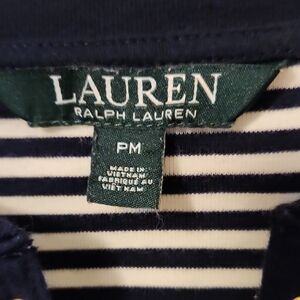 LAUREN
RALPH LAUREN
PM
MADE IN
VIETNAM
FABRIQUÉ AU
VIET NAM